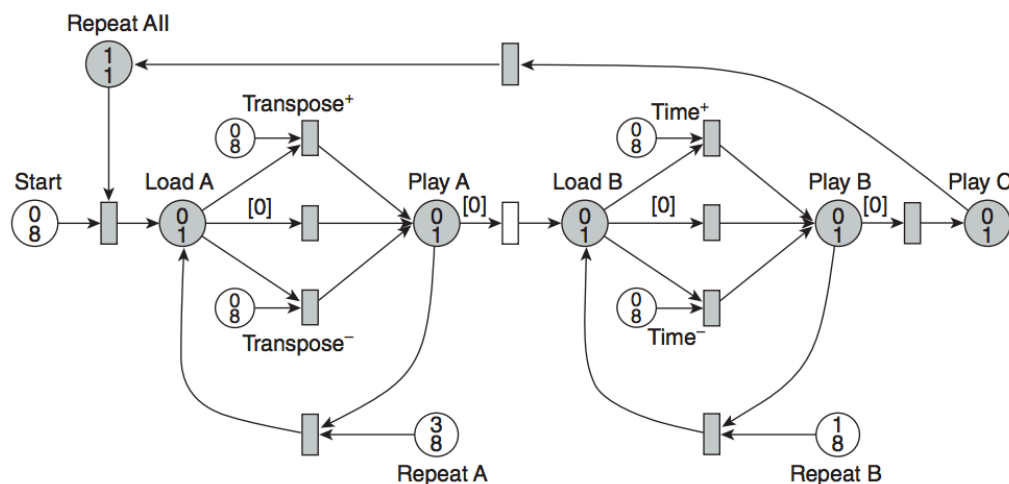 Repeat All
1
1
Transpose+
0
8
Time+
0
8
Start
0
8
Load A
0
1
[0]
Play A
0
1
[0]
Load B
0
1
[0]
Play B
0
1
[0]
Play C
0
1
0
8
Transpose−
0
8
Time−
3
8
Repeat A
1
8
Repeat B